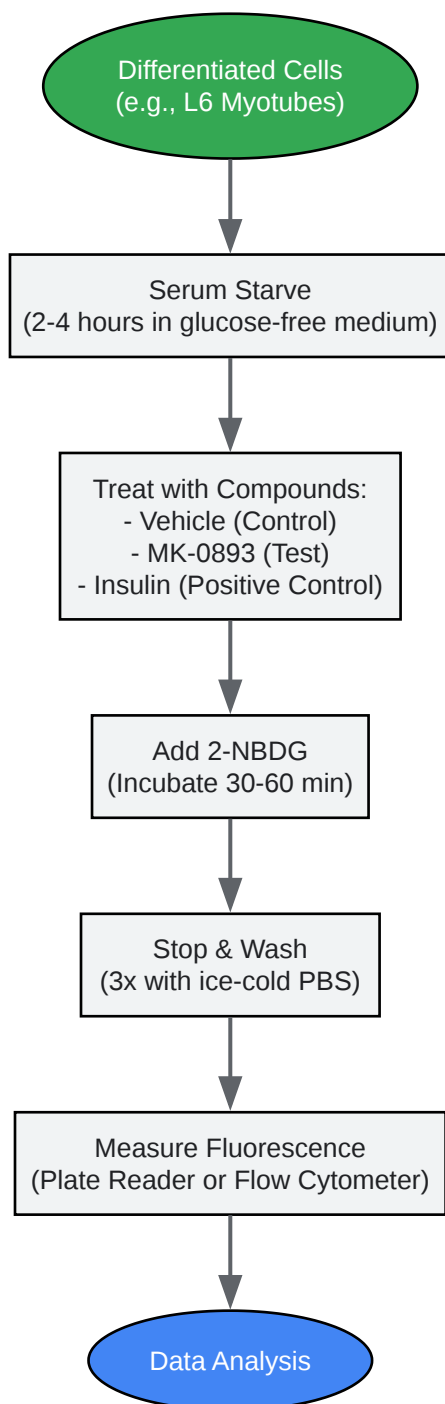 Differentiated Cells
(e.g., L6 Myotubes)
Serum Starve
(2-4 hours in glucose-free medium)
Treat with Compounds:
- Vehicle (Control)
- MK-0893 (Test)
- Insulin (Positive Control)
Add 2-NBDG
(Incubate 30-60 min)
Stop & Wash
(3x with ice-cold PBS)
Measure Fluorescence
(Plate Reader or Flow Cytometer)
Data Analysis